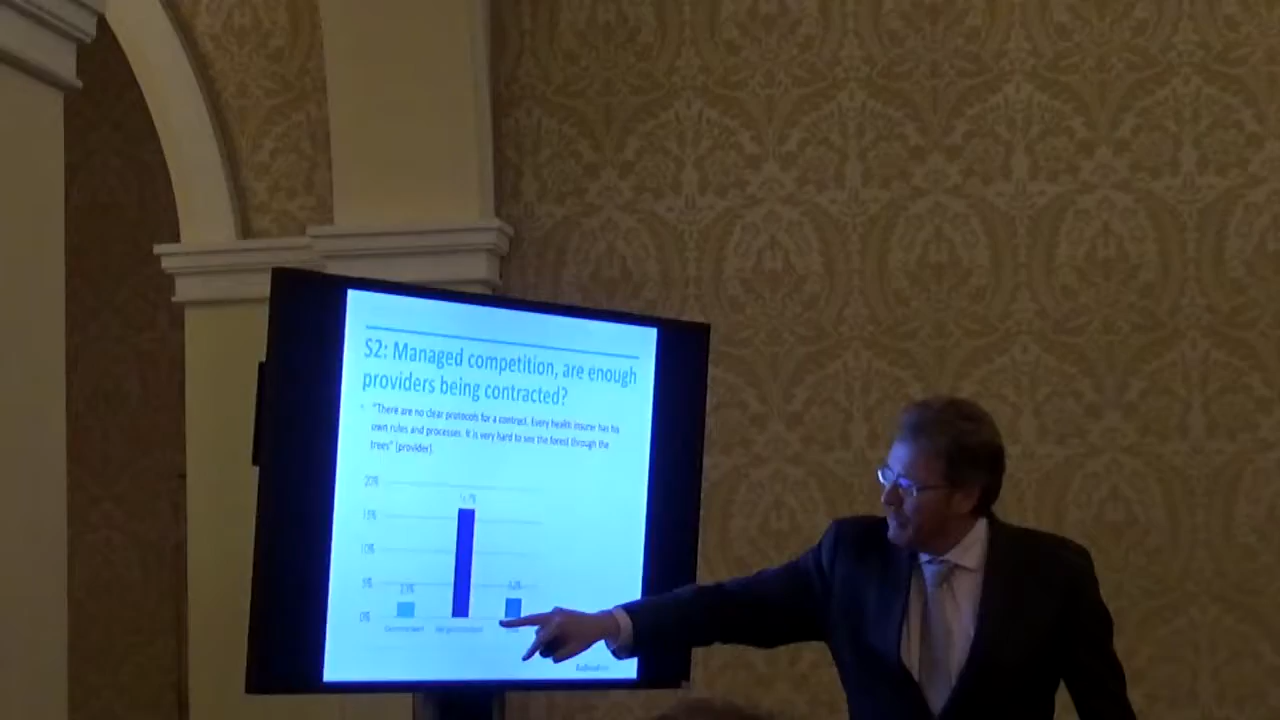 S2: Managed competition, are enough
providers being contracted?
"There are no clear protocols for a contract. Every health insurer has his
own rules and processes. It is very hard to see the forest through the
trees" (provider).
20%
15%
10%
5%
0%